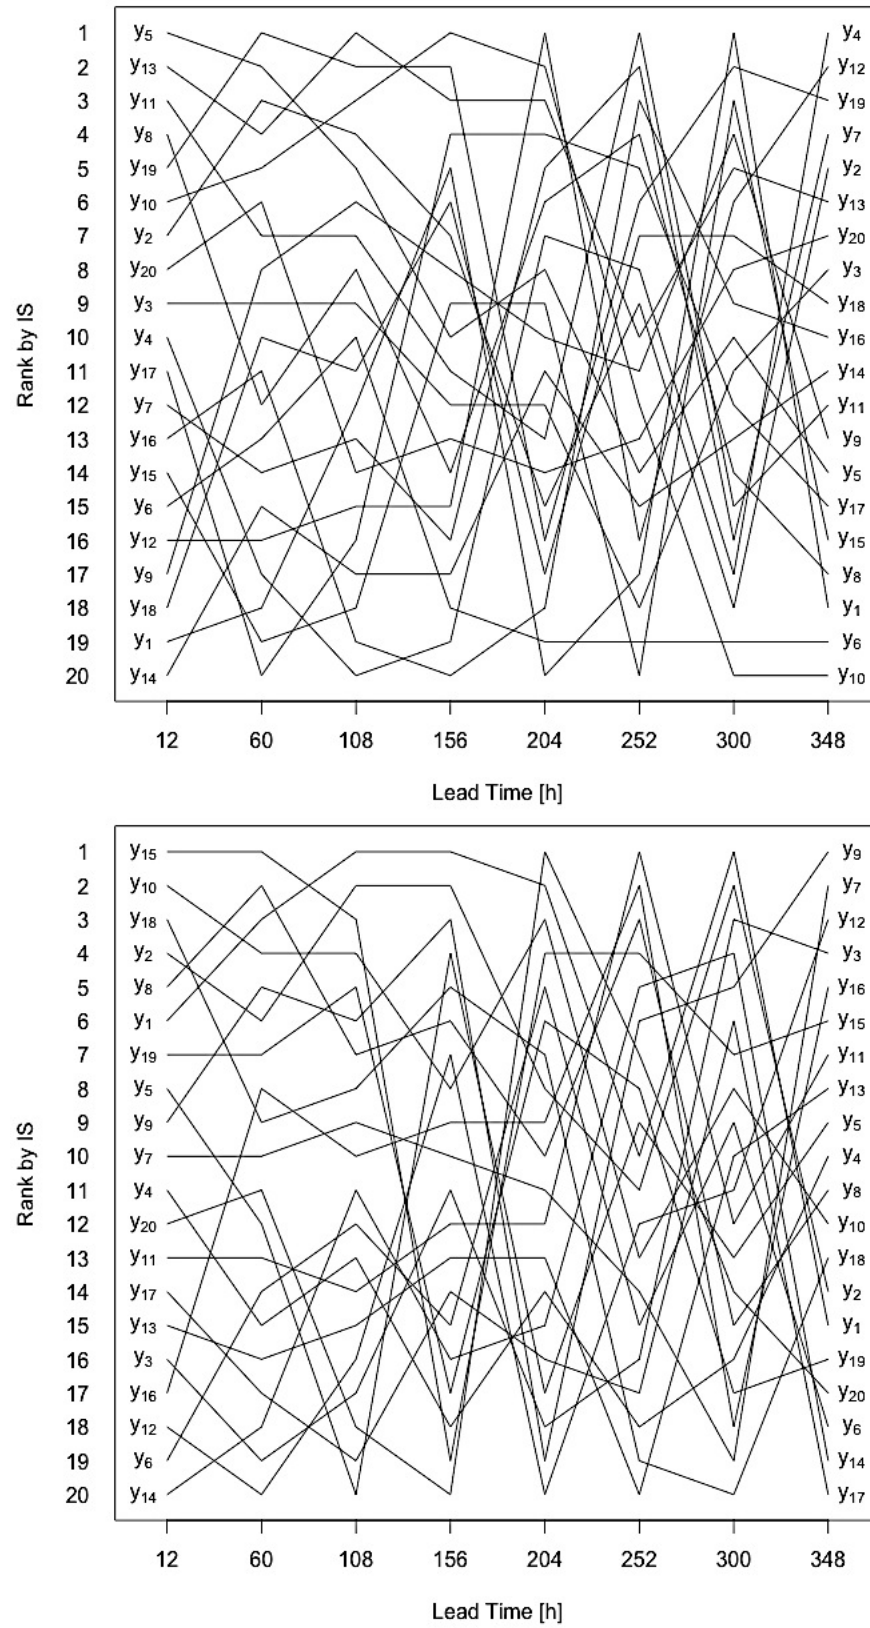 1 y5 y4
2 y13 y12
3 y11 y19
4 y8 y7
5 y19 y2
6 y10 y13
7 y2 y20
8 y20 y3
9 y3 y18
10 y4 y16
11 y17 y14
12 y7 y11
13 y16 y9
14 y15 y5
15 y6 y17
16 y12 y15
17 y9 y8
18 y18 y1
19 y1 y6
20 y14 y10
Rank by IS
12 60 108 156 204 252 300 348
Lead Time [h]
1 y15 y9
2 y10 y7
3 y18 y12
4 y2 y3
5 y8 y16
6 y1 y15
7 y19 y11
8 y5 y13
9 y9 y5
10 y7 y4
11 y4 y8
12 y20 y10
13 y11 y18
14 y17 y2
15 y13 y1
16 y3 y19
17 y16 y20
18 y12 y6
19 y6 y14
20 y14 y17
Rank by IS
12 60 108 156 204 252 300 348
Lead Time [h]